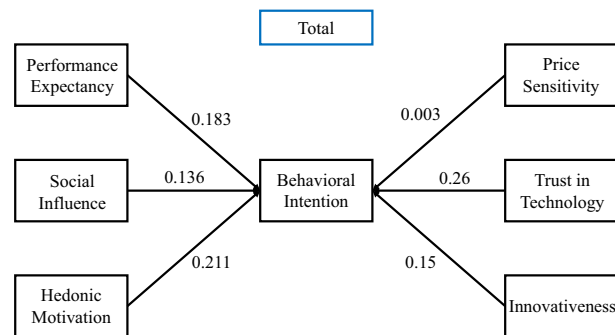 Total
Performance
Expectancy
Price
Sensitivity
0.183
0.003
Social
Influence
0.136
Behavioral
Intention
0.26
Trust in
Technology
0.211
0.15
Hedonic
Motivation
Innovativeness